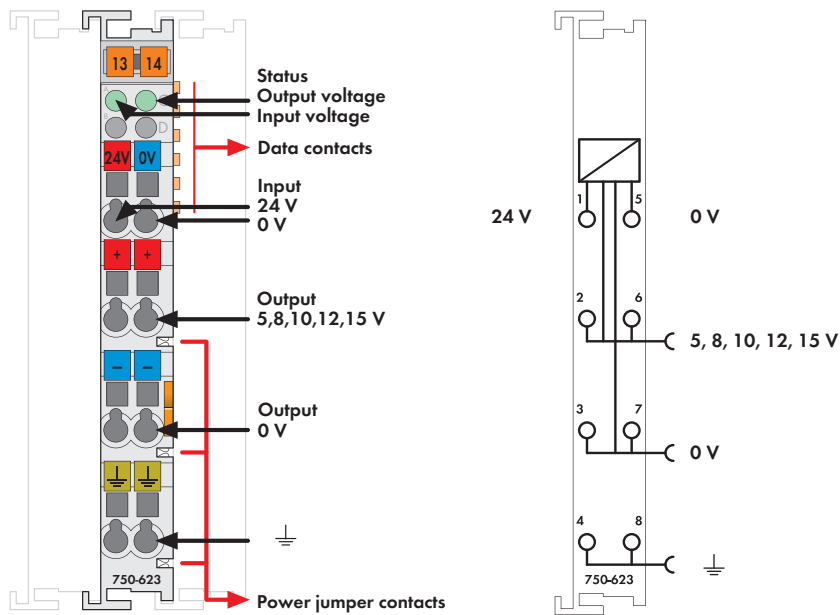 13 14
A
C
B
D
24V 0V
+ +
− −
750-623
Status
Output voltage
Input voltage
Data contacts
Input
24 V
0 V
Output
5,8,10,12,15 V
Output
0 V
Power jumper contacts
1 5
24 V 0 V
2 6
5, 8, 10, 12, 15 V
3 7
0 V
4 8
750-623